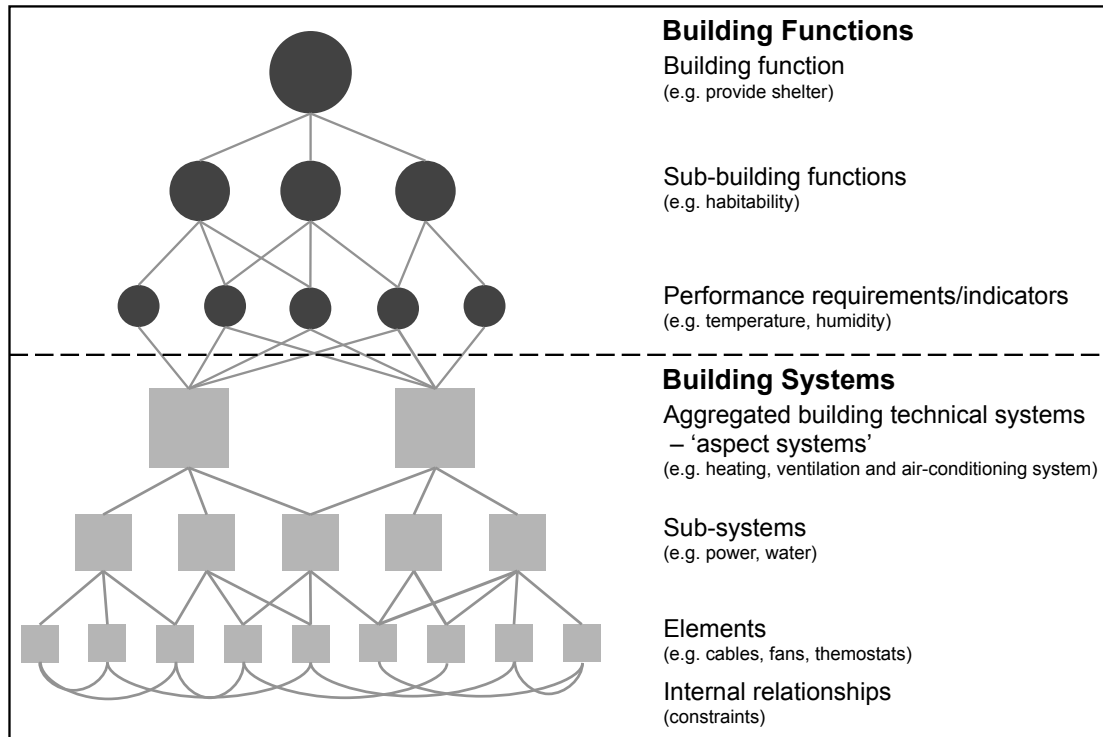 Building Functions
Building function
(e.g. provide shelter)
Sub-building functions
(e.g. habitability)
Performance requirements/indicators
(e.g. temperature, humidity)
Building Systems
Aggregated building technical systems
– ‘aspect systems’
(e.g. heating, ventilation and air-conditioning system)
Sub-systems
(e.g. power, water)
Elements
(e.g. cables, fans, themostats)
Internal relationships
(constraints)